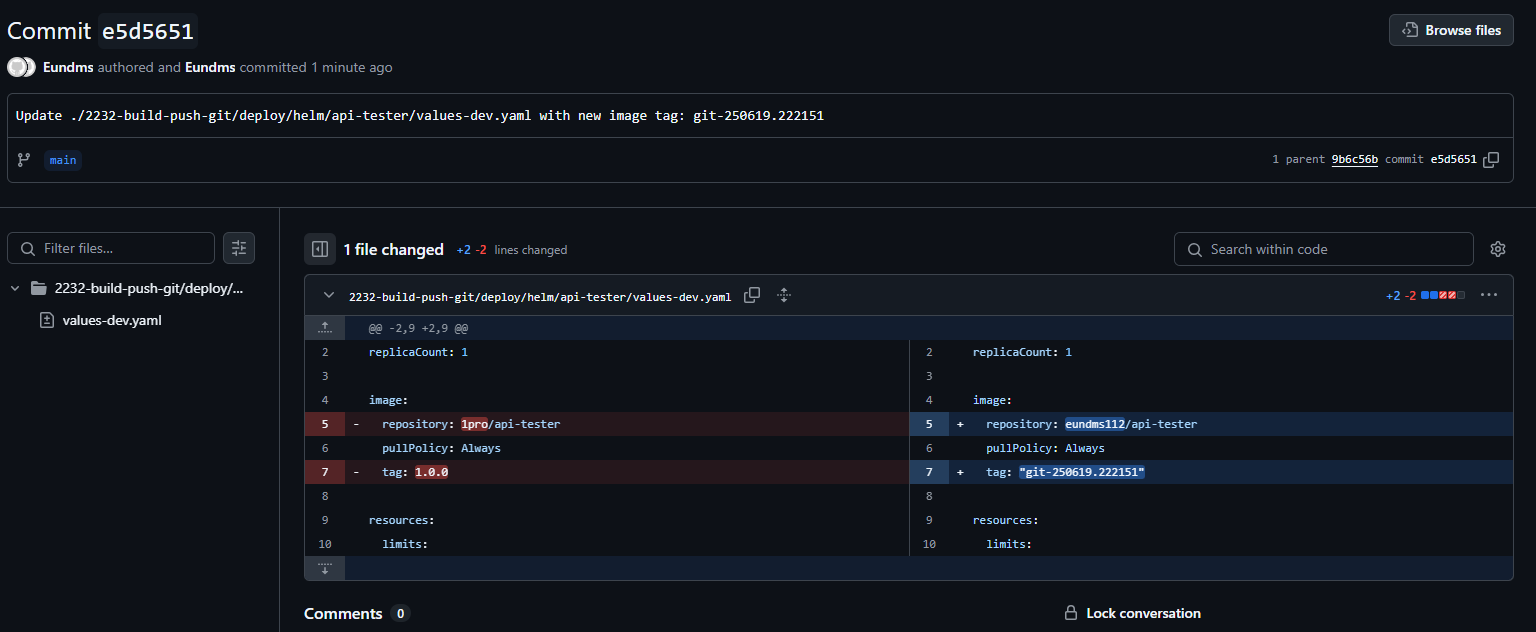 Commit e5d5651
Browse files
Eundms authored and Eundms committed 1 minute ago
Update ./2232-build-push-git/deploy/helm/api-tester/values-dev.yaml with new image tag: git-250619.222151
main
1 parent 9b6c56b commit e5d5651
Filter files...
2232-build-push-git/deploy/...
values-dev.yaml
1 file changed +2 -2 lines changed
Search within code
2232-build-push-git/deploy/helm/api-tester/values-dev.yaml
+2 -2
@@ -2,9 +2,9 @@
2 replicaCount: 1 2 replicaCount: 1
3 3
4 image: 4 image:
5 - repository: 1pro/api-tester 5 + repository: eundms112/api-tester
6 pullPolicy: Always 6 pullPolicy: Always
7 - tag: 1.0.0 7 + tag: "git-250619.222151"
8 8
9 resources: 9 resources:
10 limits: 10 limits:
Comments 0
Lock conversation